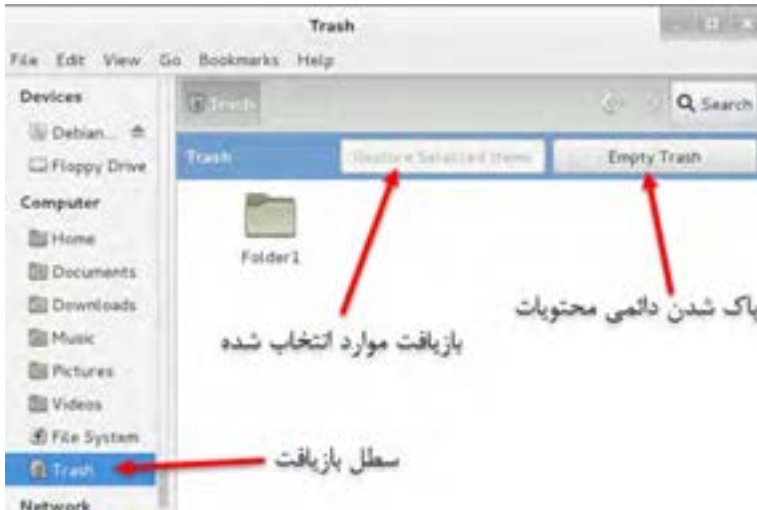 Trash
File Edit View Go Bookmarks Help
Devices
Debian...
Floppy Drive
Computer
Home
Documents
Downloads
Music
Pictures
Videos
File System
Trash
Network
Trash
Search
Trash
Restore Selected Items
Empty Trash
Folder1
پاک شدن دائمی محتویات
بازیافت موارد انتخاب شده
سطل بازیافت